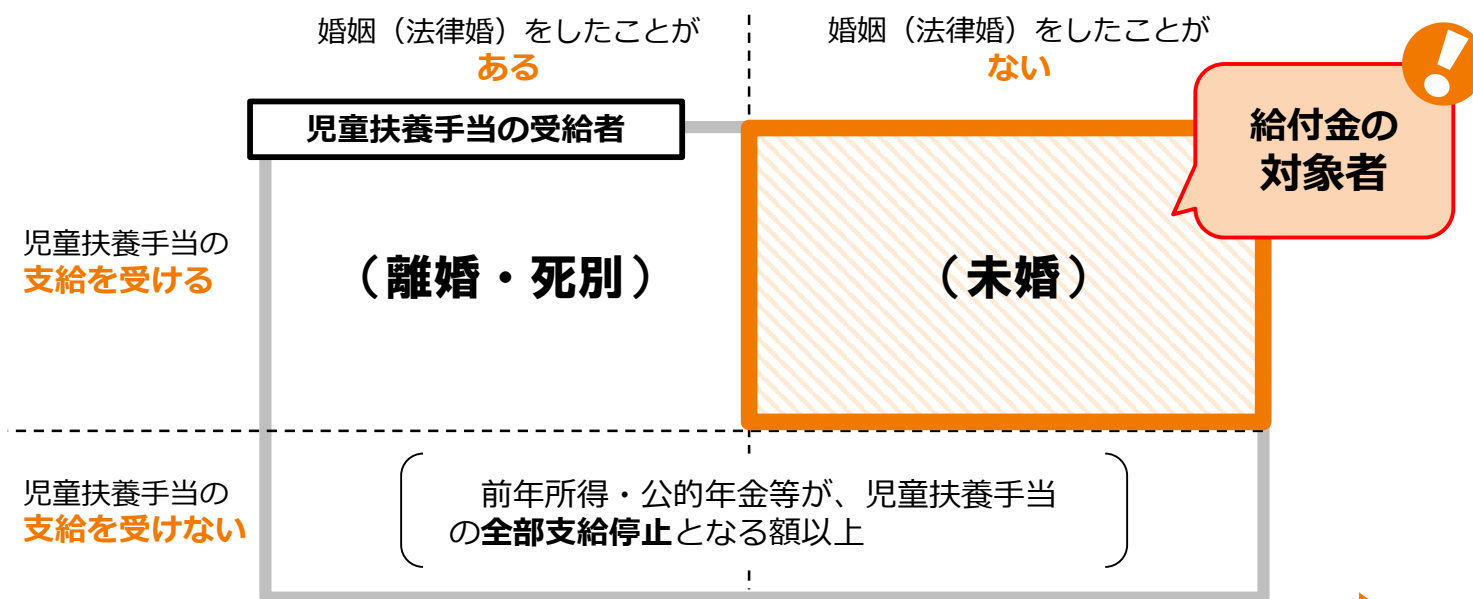 婚姻（法律婚）をしたことが
ある
婚姻（法律婚）をしたことが
ない
給付金の
対象者
児童扶養手当の受給者
児童扶養手当の
支給を受ける
（離婚・死別）
（未婚）
児童扶養手当の
支給を受けない
前年所得・公的年金等が、児童扶養手当
の全部支給停止となる額以上